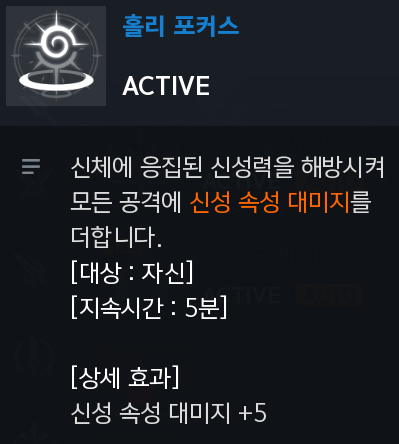 홀리 포커스
ACTIVE
신체에 응집된 신성력을 해방시켜
모든 공격에 신성 속성 대미지를
더합니다.
[대상 : 자신]
[지속시간 : 5분]
[상세 효과]
신성 속성 대미지 +5